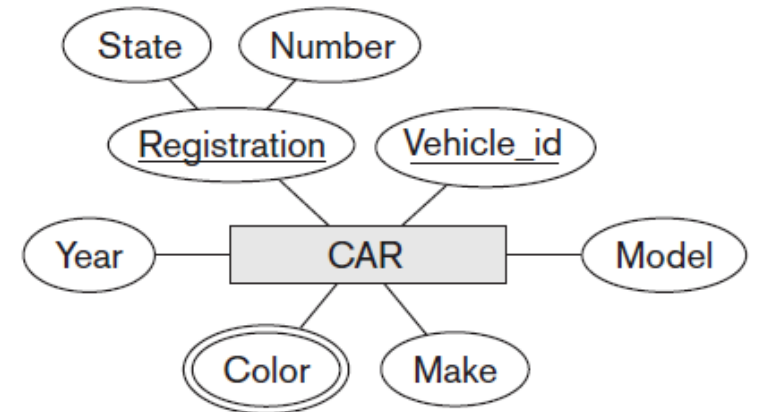 State
Number
Registration
Vehicle_id
Year
CAR
Model
Color
Make